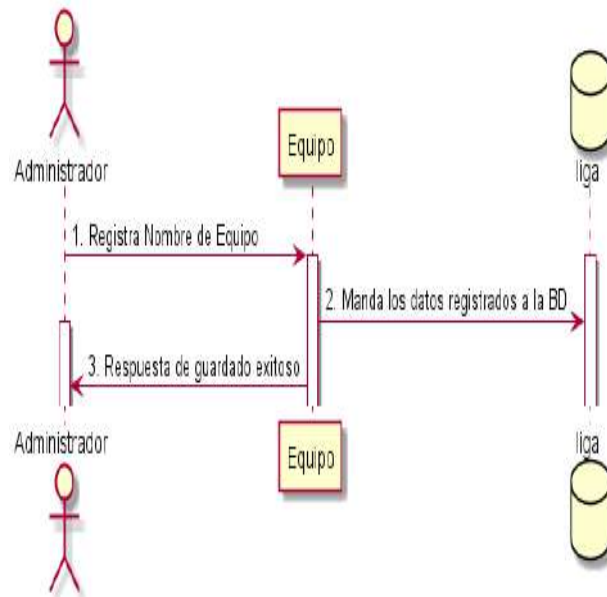 Administrador
Equipo
liga
1. Registra Nombre de Equipo
2. Manda los datos registrados a la BD
3. Respuesta de guardado exitoso
Administrador
Equipo
liga